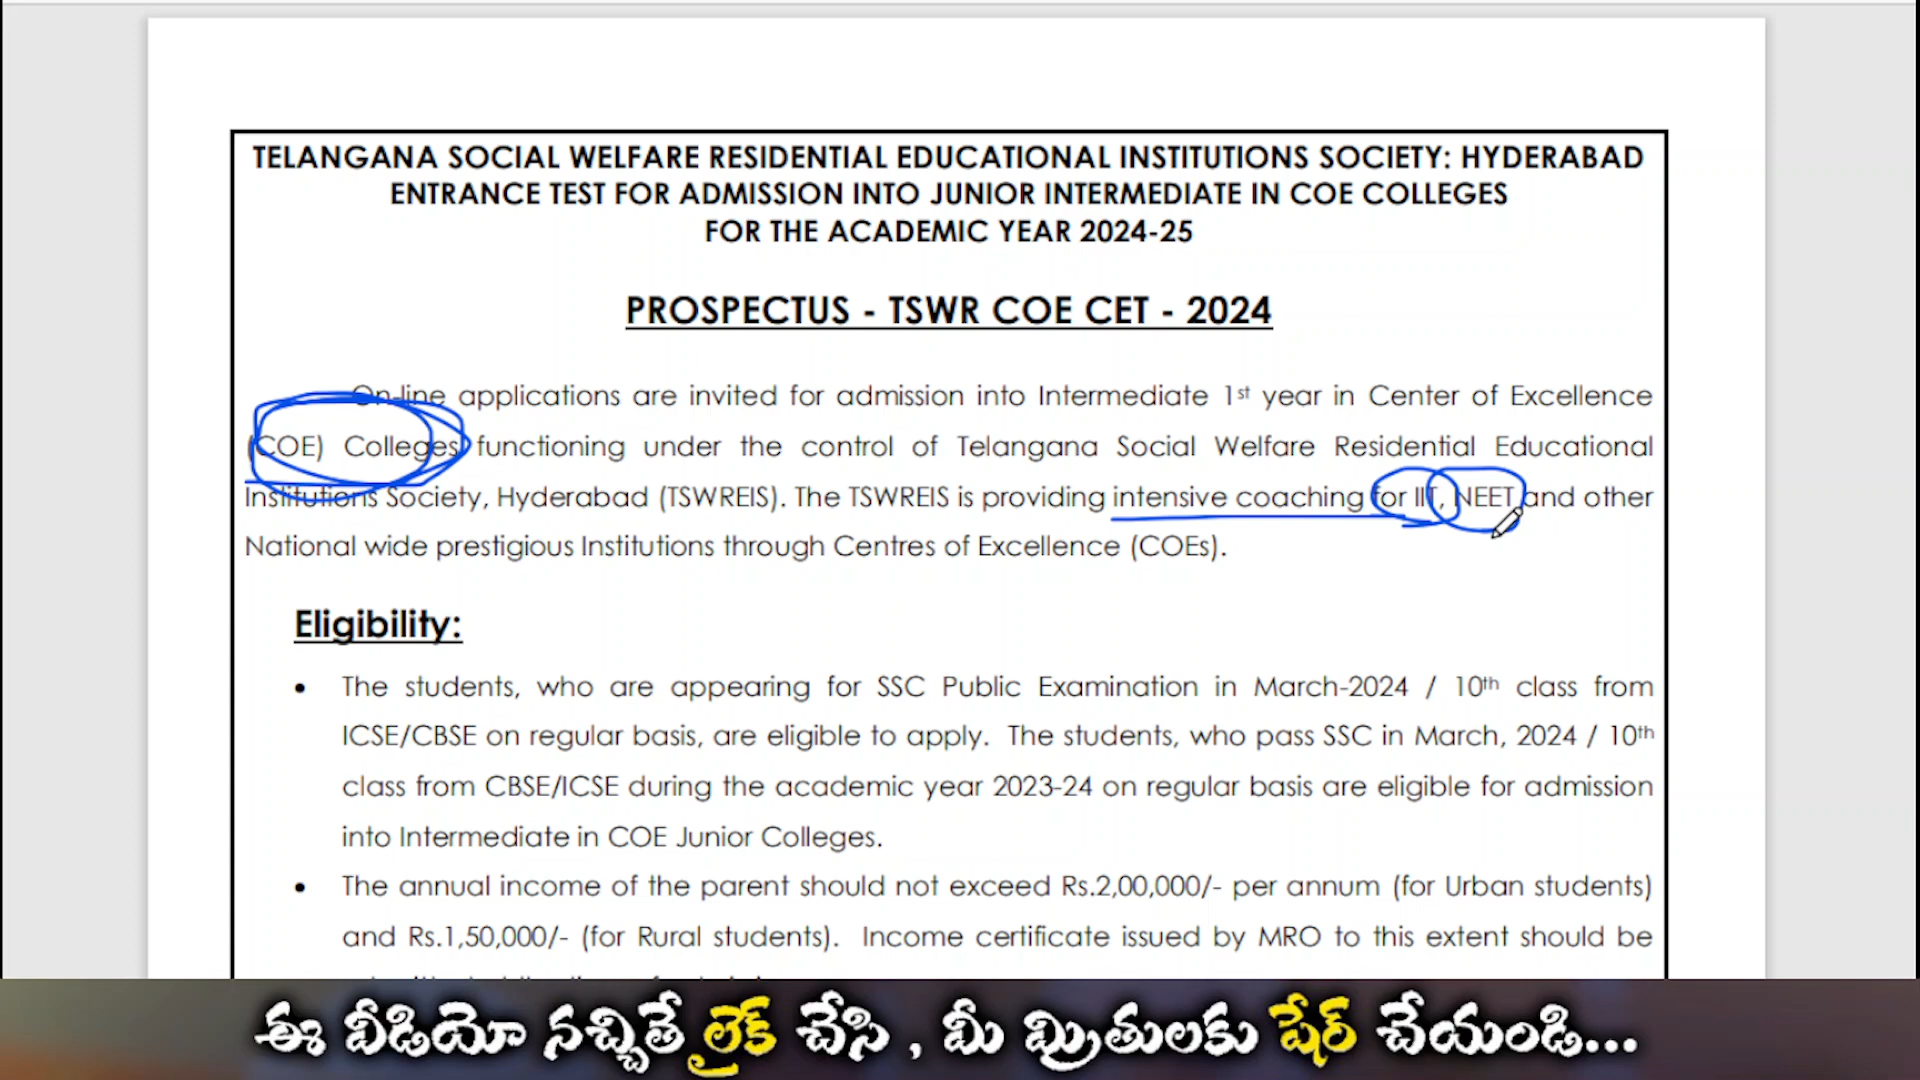 TELANGANA SOCIAL WELFARE RESIDENTIAL EDUCATIONAL INSTITUTIONS SOCIETY: HYDERABAD
ENTRANCE TEST FOR ADMISSION INTO JUNIOR INTERMEDIATE IN COE COLLEGES
FOR THE ACADEMIC YEAR 2024-25
PROSPECTUS - TSWR COE CET - 2024
On-line applications are invited for admission into Intermediate 1st year in Center of Excellence
(COE) Colleges functioning under the control of Telangana Social Welfare Residential Educational
Institutions Society, Hyderabad (TSWREIS). The TSWREIS is providing intensive coaching for IIT, NEET and other
National wide prestigious Institutions through Centres of Excellence (COEs).
Eligibility:
• The students, who are appearing for SSC Public Examination in March-2024 / 10th class from
ICSE/CBSE on regular basis, are eligible to apply. The students, who pass SSC in March, 2024 / 10th
class from CBSE/ICSE during the academic year 2023-24 on regular basis are eligible for admission
into Intermediate in COE Junior Colleges.
• The annual income of the parent should not exceed Rs.2,00,000/- per annum (for Urban students)
and Rs.1,50,000/- (for Rural students). Income certificate issued by MRO to this extent should be
ఈ వీడియో నచ్చితే లైక్ చేసి , మీ మిత్రులకు షేర్ చేయండి...